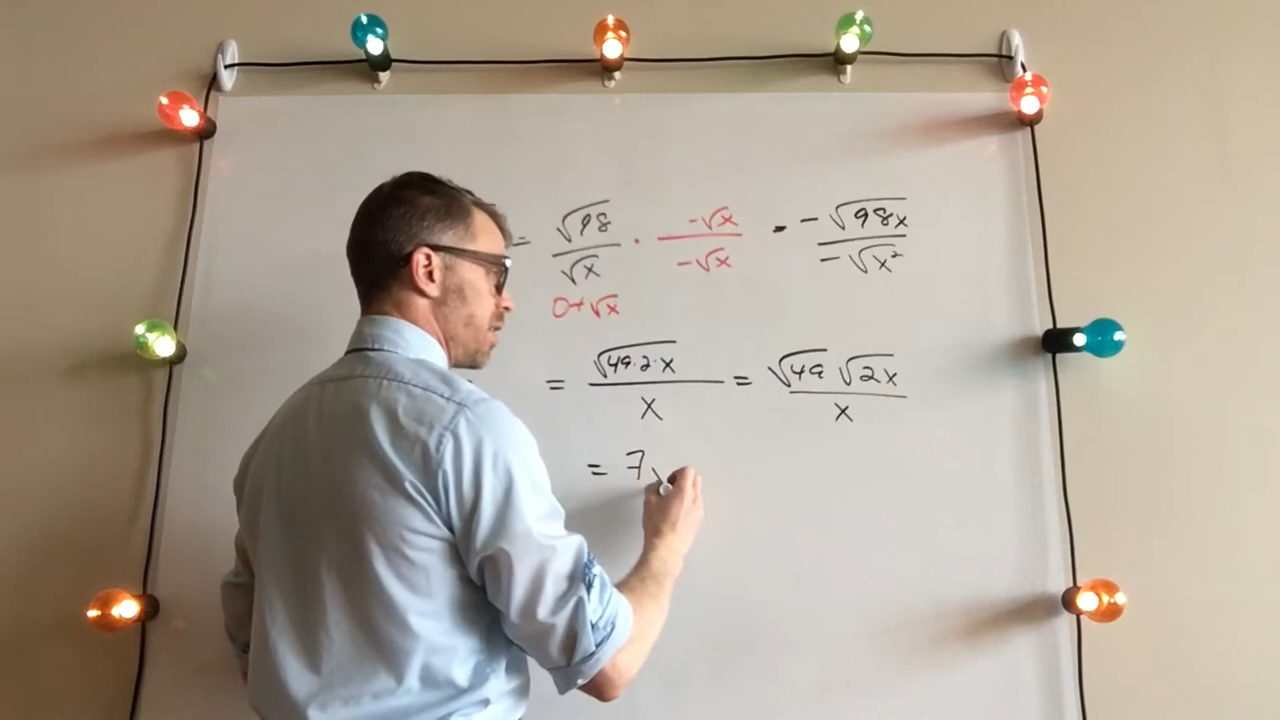 = √98/√x · -√x/-√x = -√98x/-√x²
0+√x
= √49·2·x/x = √49 √2x/x
= 7